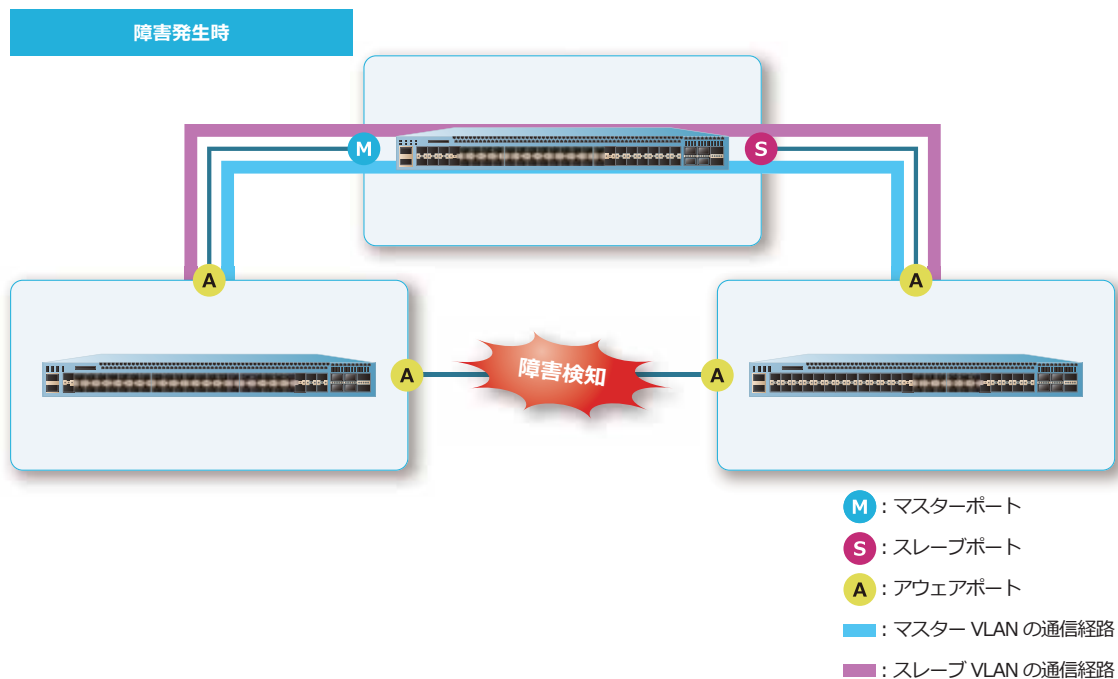 障害発生時
M
S
A
A
A
障害検知
A
M：マスターポート
S：スレーブポート
A：アウェアポート
：マスター VLAN の通信経路
：スレーブ VLAN の通信経路